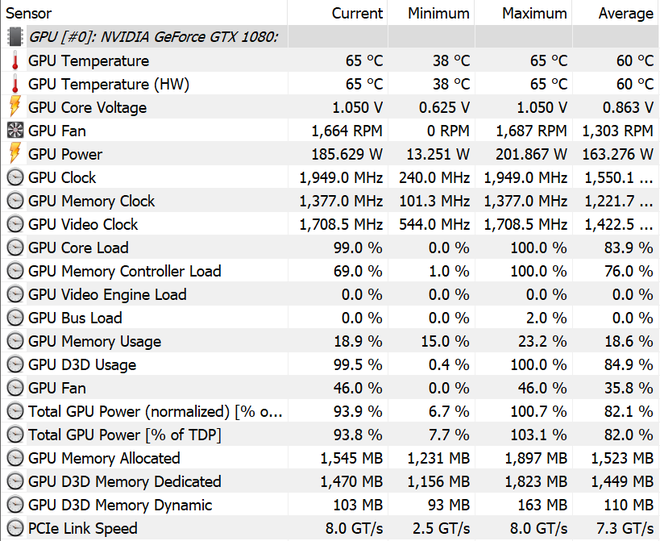 Sensor Current Minimum Maximum Average
GPU [#0]: NVIDIA GeForce GTX 1080:
GPU Temperature 65 °C 38 °C 65 °C 60 °C
GPU Temperature (HW) 65 °C 38 °C 65 °C 60 °C
GPU Core Voltage 1.050 V 0.625 V 1.050 V 0.863 V
GPU Fan 1,664 RPM 0 RPM 1,687 RPM 1,303 RPM
GPU Power 185.629 W 13.251 W 201.867 W 163.276 W
GPU Clock 1,949.0 MHz 240.0 MHz 1,949.0 MHz 1,550.1 ...
GPU Memory Clock 1,377.0 MHz 101.3 MHz 1,377.0 MHz 1,221.7 ...
GPU Video Clock 1,708.5 MHz 544.0 MHz 1,708.5 MHz 1,422.5 ...
GPU Core Load 99.0 % 0.0 % 100.0 % 83.9 %
GPU Memory Controller Load 69.0 % 1.0 % 100.0 % 76.0 %
GPU Video Engine Load 0.0 % 0.0 % 0.0 % 0.0 %
GPU Bus Load 0.0 % 0.0 % 2.0 % 0.0 %
GPU Memory Usage 18.9 % 15.0 % 23.2 % 18.6 %
GPU D3D Usage 99.5 % 0.4 % 100.0 % 84.9 %
GPU Fan 46.0 % 0.0 % 46.0 % 35.8 %
Total GPU Power (normalized) [% o... 93.9 % 6.7 % 100.7 % 82.1 %
Total GPU Power [% of TDP] 93.8 % 7.7 % 103.1 % 82.0 %
GPU Memory Allocated 1,545 MB 1,231 MB 1,897 MB 1,523 MB
GPU D3D Memory Dedicated 1,470 MB 1,156 MB 1,823 MB 1,449 MB
GPU D3D Memory Dynamic 103 MB 93 MB 163 MB 110 MB
PCIe Link Speed 8.0 GT/s 2.5 GT/s 8.0 GT/s 7.3 GT/s